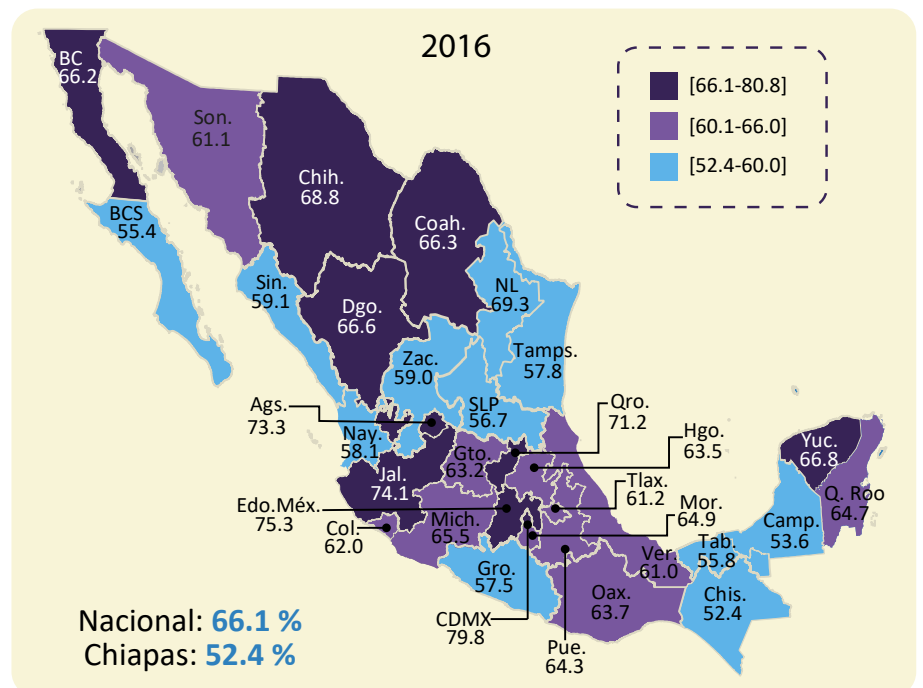 2016
[66.1-80.8]
[60.1-66.0]
[52.4-60.0]
BC
66.2
Son.
61.1
Chih.
68.8
Coah.
66.3
BCS
55.4
Sin.
59.1
NL
69.3
Dgo.
66.6
Tamps.
57.8
Zac.
59.0
SLP
56.7
Ags.
73.3
Qro.
71.2
Nay.
58.1
Gto.
63.2
Hgo.
63.5
Yuc.
66.8
Jal.
74.1
Tlax.
61.2
Q. Roo
64.7
Edo.Méx.
75.3
Mor.
64.9
Col.
62.0
Mich.
65.5
Camp.
53.6
Tab.
55.8
Ver.
61.0
Gro.
57.5
Oax.
63.7
Chis.
52.4
CDMX
79.8
Pue.
64.3
Nacional: 66.1 %
Chiapas: 52.4 %